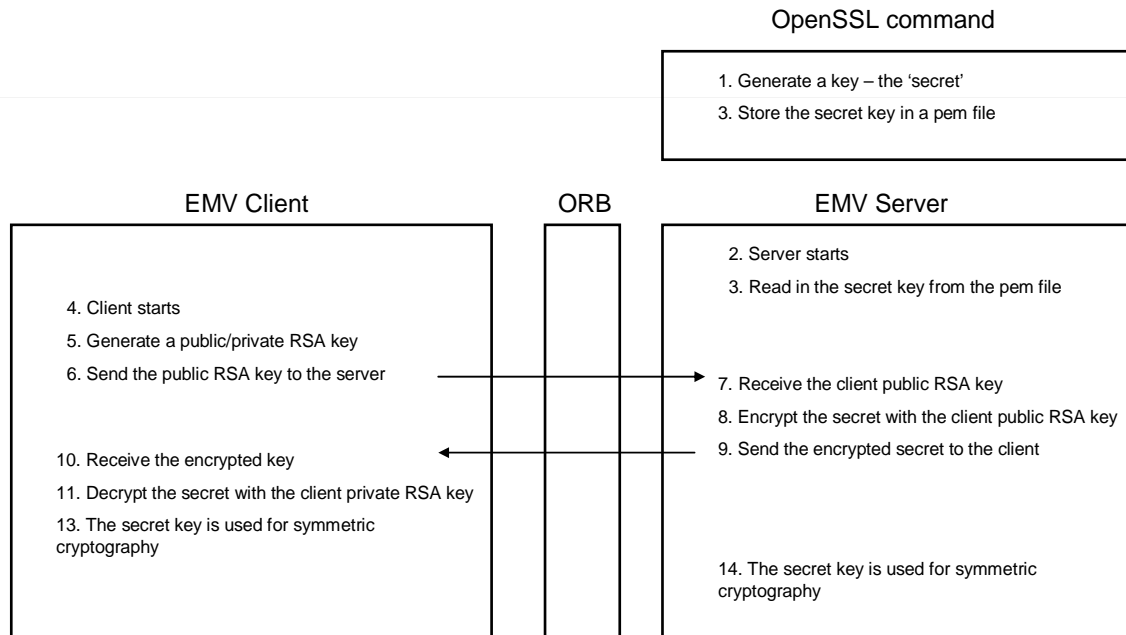 OpenSSL command
1. Generate a key – the ‘secret’
3. Store the secret key in a pem file
EMV Client
ORB
EMV Server
2. Server starts
3. Read in the secret key from the pem file
4. Client starts
5. Generate a public/private RSA key
6. Send the public RSA key to the server
7. Receive the client public RSA key
8. Encrypt the secret with the client public RSA key
9. Send the encrypted secret to the client
10. Receive the encrypted key
11. Decrypt the secret with the client private RSA key
13. The secret key is used for symmetric
cryptography
14. The secret key is used for symmetric
cryptography